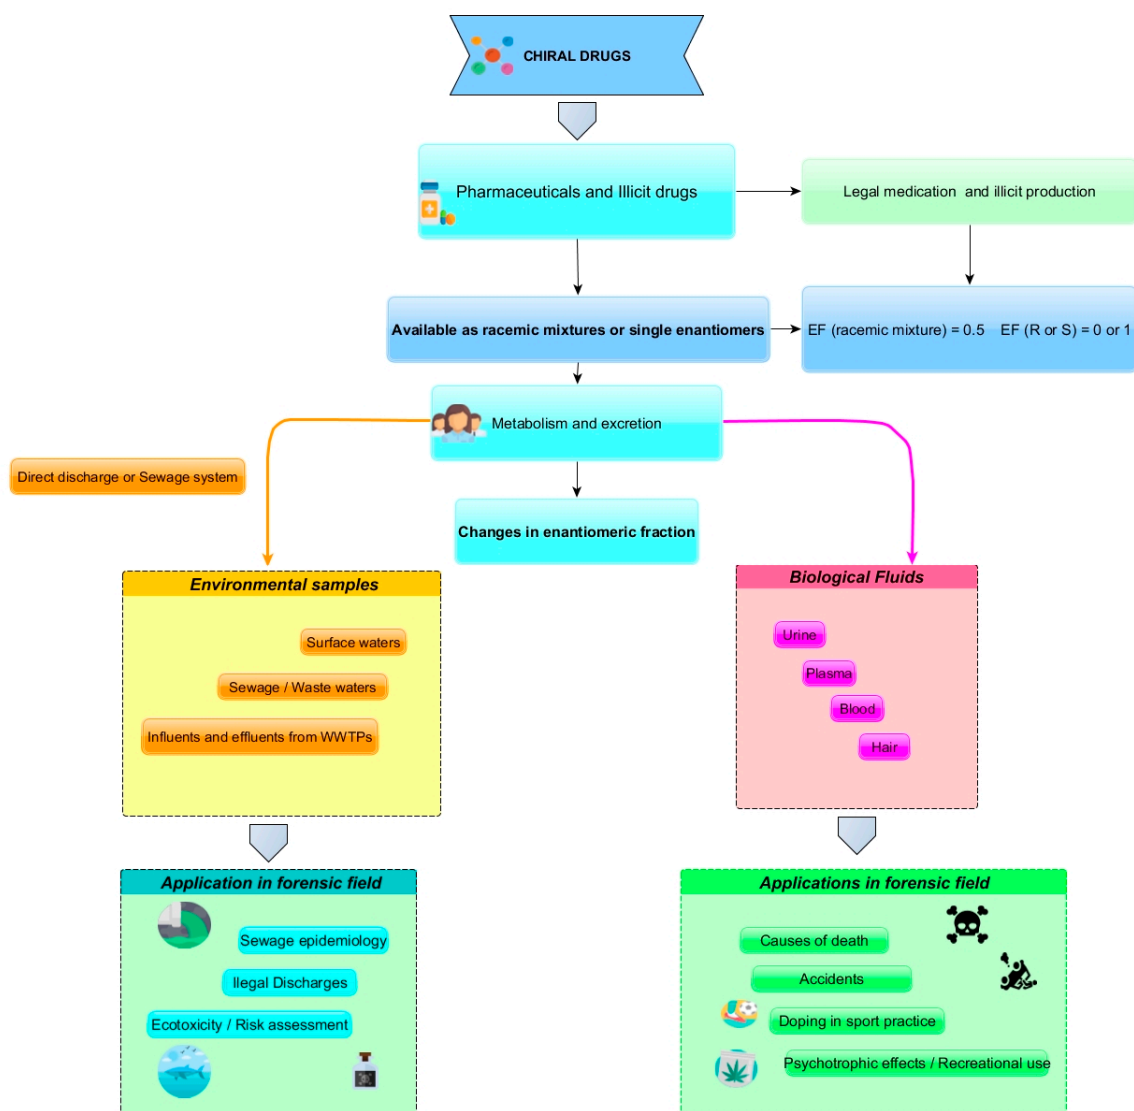 CHIRAL DRUGS
Pharmaceuticals and Illicit drugs
Legal medication and illicit production
Available as racemic mixtures or single enantiomers
EF (racemic mixture) = 0.5 EF (R or S) = 0 or 1
Metabolism and excretion
Direct discharge or Sewage system
Changes in enantiomeric fraction
Environmental samples
Surface waters
Sewage / Waste waters
Influents and effluents from WWTPs
Biological Fluids
Urine
Plasma
Blood
Hair
Application in forensic field
Sewage epidemiology
Ilegal Discharges
Ecotoxicity / Risk assessment
Applications in forensic field
Causes of death
Accidents
Doping in sport practice
Psychotrophic effects / Recreational use